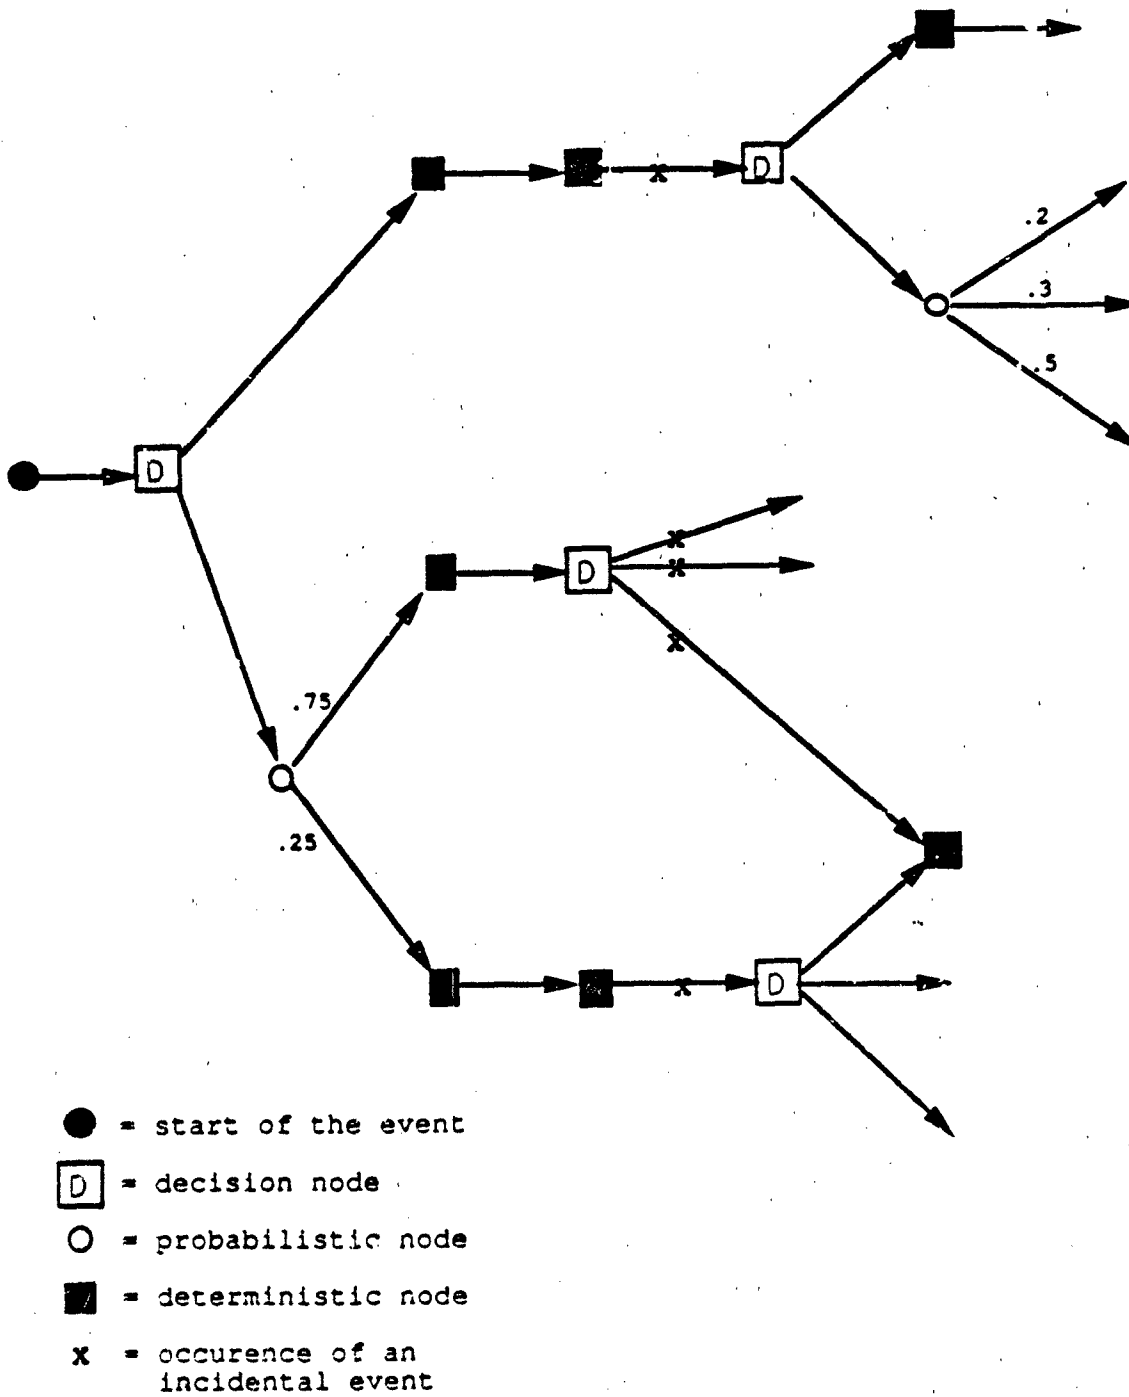 x
D
.2
.3
.5
D
x
D
x
x
.75
.25
x
D
= start of the event
D = decision node
= probabilistic node
= deterministic node
x = occurence of an
incidental event